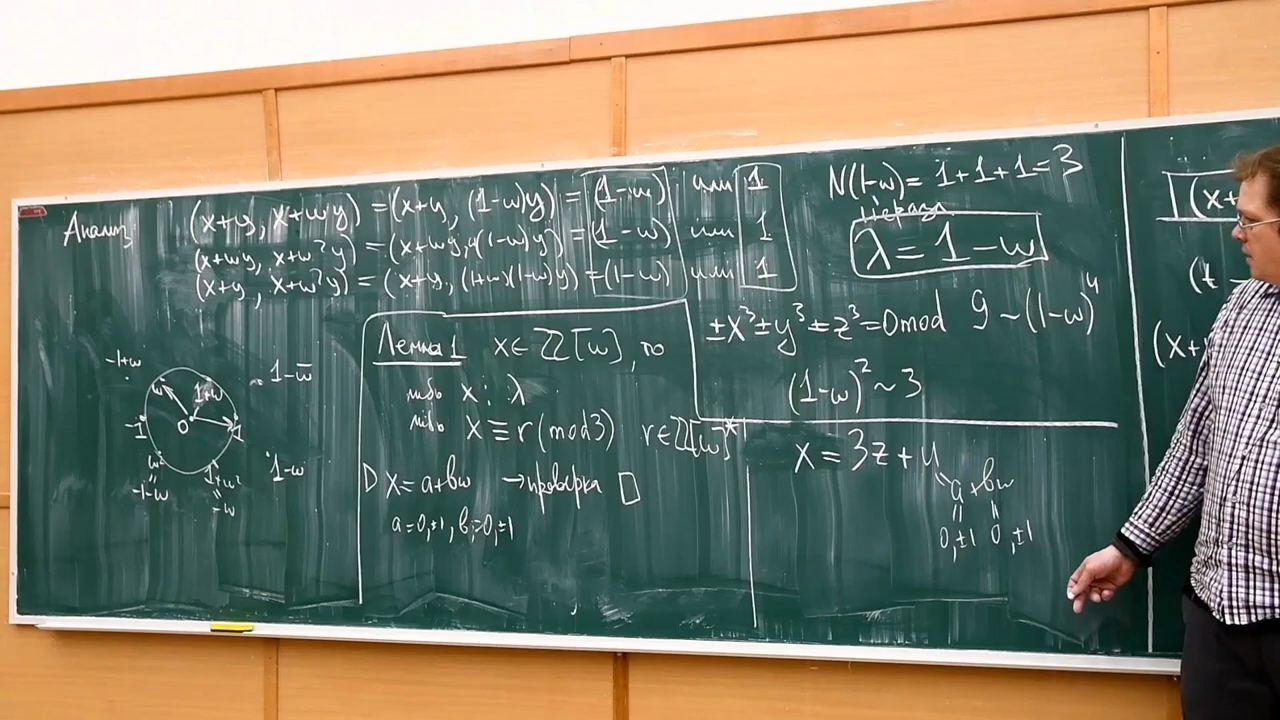 Анализ:
(x+y, x+ωy) = (x+y, (1-ω)y) = (1-ω) или 1
(x+ωy, x+ω²y) = (x+ωy, ω(1-ω)y) = (1-ω) или 1
(x+y, x+ω²y) = (x+y, (1+ω)(1-ω)y) = (1-ω) или 1
N(1-ω) = 1+1+1=3
λ = 1-ω
±x³±y³±z³=0 mod 9 ~ (1-ω)⁴
(1-ω)² ~ 3
Лемма 1 x∈ℤ[ω], то
либо x ⋮ λ
либо x ≡ r (mod 3) r∈ℤ[ω]*
▷ x = a+bω → проверка □
a=0,±1, b=0,±1
-1+ω
1-ω̄
ω
1+ω
-1
0
1
ω²
=
-1-ω
1+ω²
=
-ω
1-ω
x = 3z + u
a + bω
= =
0,±1 0,±1
(x+
(z -
(x+y